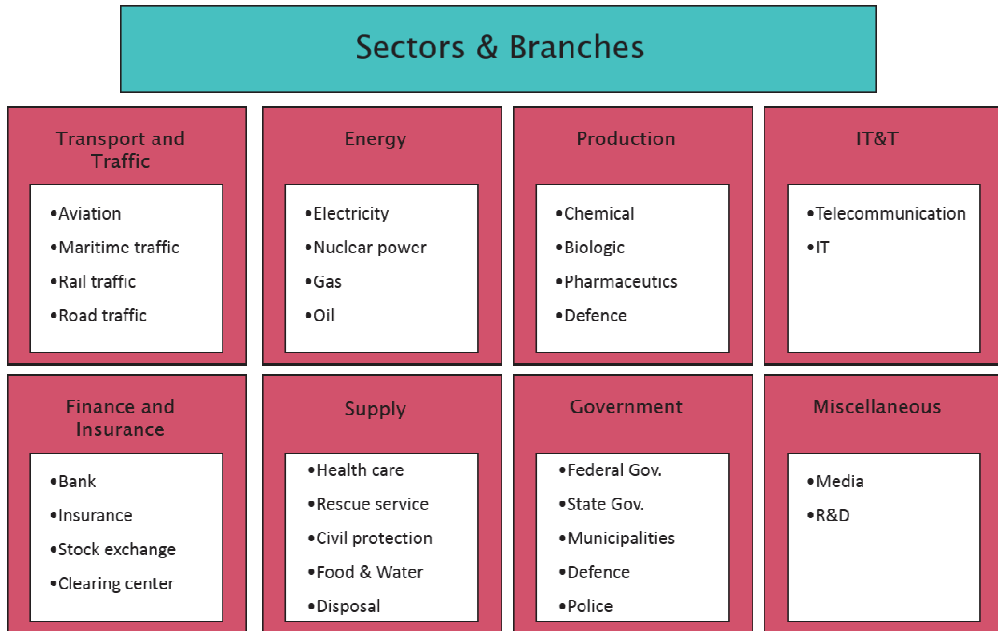 Sectors & Branches
Transport and
Traffic
•Aviation
•Maritime traffic
•Rail traffic
•Road traffic
Energy
•Electricity
•Nuclear power
•Gas
•Oil
Production
•Chemical
•Biologic
•Pharmaceutics
•Defence
IT&T
•Telecommunication
•IT
Finance and
Insurance
•Bank
•Insurance
•Stock exchange
•Clearing center
Supply
•Health care
•Rescue service
•Civil protection
•Food & Water
•Disposal
Government
•Federal Gov.
•State Gov.
•Municipalities
•Defence
•Police
Miscellaneous
•Media
•R&D